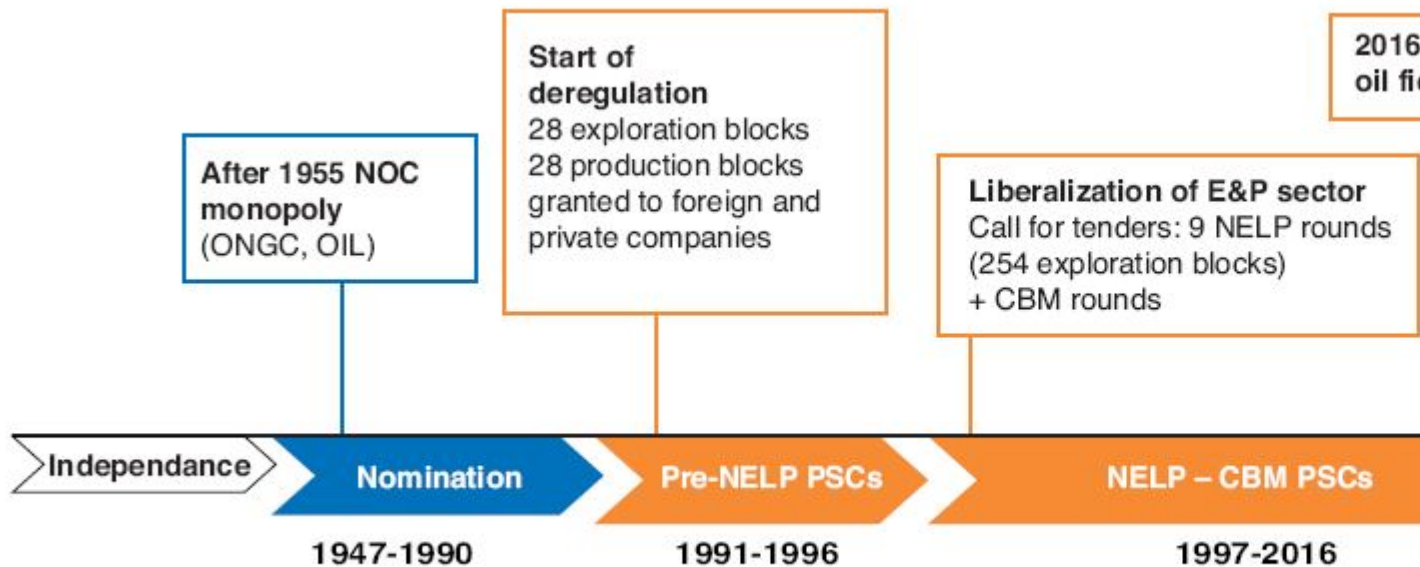 Start of
deregulation
28 exploration blocks
28 production blocks
granted to foreign and
private companies
2016
After 1955 NOC
monopoly
(ONGC, OIL)
Liberalization of E&P sector
Call for tenders: 9 NELP rounds
(254 exploration blocks)
+ CBM rounds
oil
Independance
Nomination
Pre-NELP PSCs
NELP – CBM PSCs
1947-1990
1991-1996
1997-2016